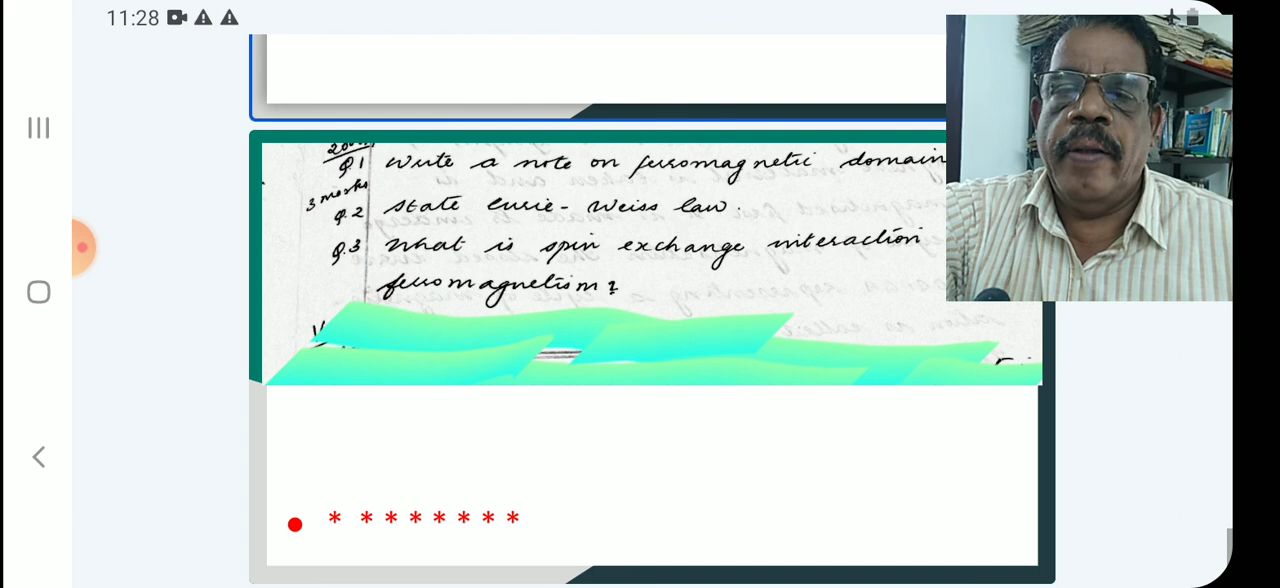 11:28
Q.1 Write a note on ferromagnetic domain
3 marks
Q.2 State Curie-Weiss law.
Q.3 What is spin exchange interaction
ferromagnetism?
* * * * * * * *